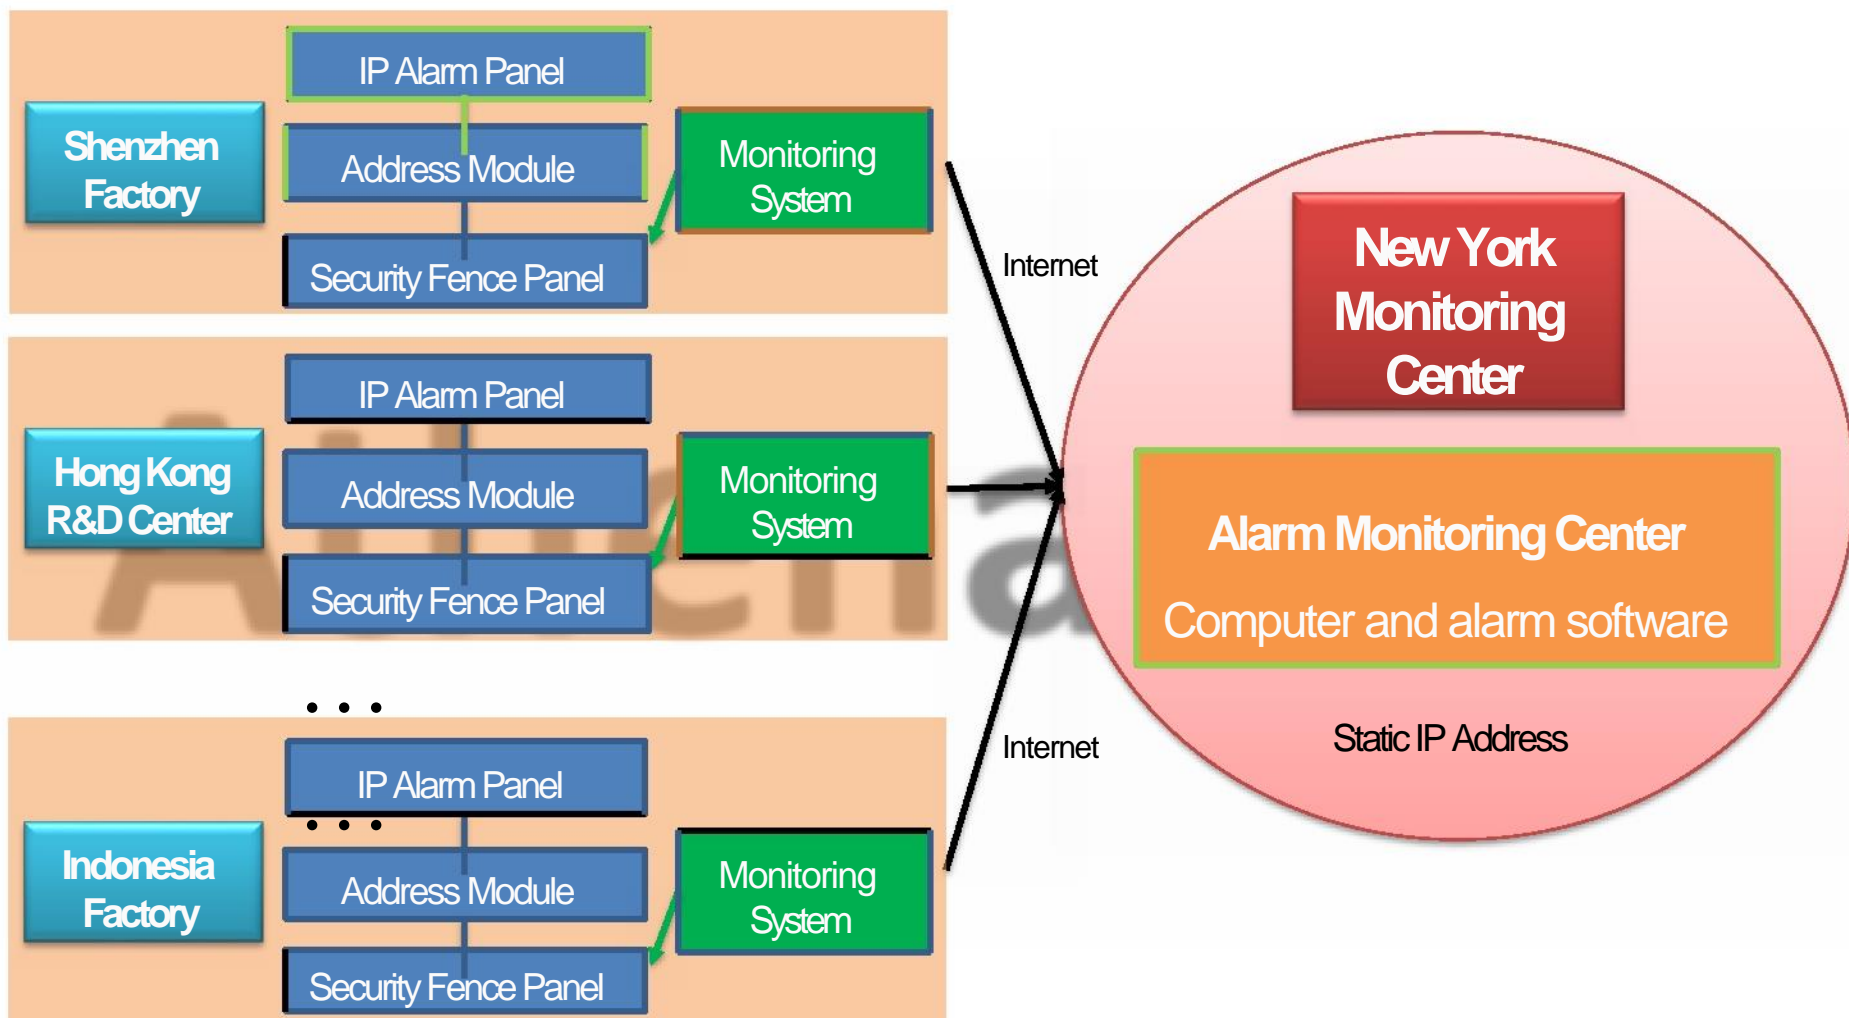 IP Alarm Panel
Shenzhen
Factory
Address Module
Security Fence Panel
Monitoring
System
Internet
IP Alarm Panel
Hong Kong
R&D Center
Address Module
Security Fence Panel
Monitoring
System
• • •
IP Alarm Panel
• • •
Indonesia
Factory
Address Module
Security Fence Panel
Monitoring
System
Internet
New York
Monitoring
Center
Alarm Monitoring Center
Computer and alarm software
Static IP Address